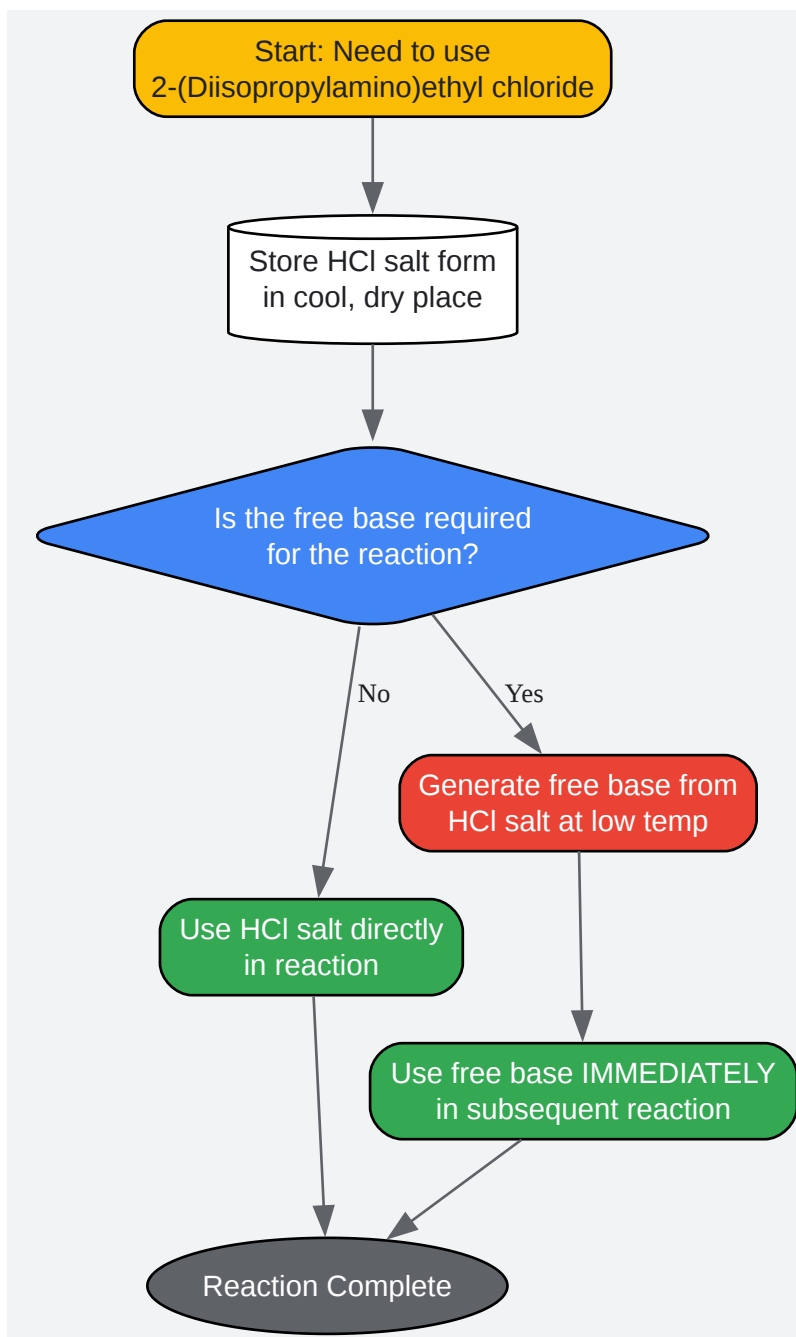 Start: Need to use
2-(Diisopropylamino)ethyl chloride
Store HCl salt form
in cool, dry place
Is the free base required
for the reaction?
No
Yes
Generate free base from
HCl salt at low temp
Use HCl salt directly
in reaction
Use free base IMMEDIATELY
in subsequent reaction
Reaction Complete